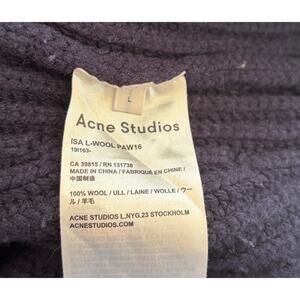 L
Acne Studios
ISA L-WOOL PAW16
19I163-
CA 39815 / RN 131738
MADE IN CHINA / FABRIQUÉ EN CHINE /
中国制造
100% WOOL / ULL / LAINE / WOLLE / ウー
ル / 羊毛
ACNE STUDIOS L.NYG.23 STOCKHOLM
ACNESTUDIOS.COM